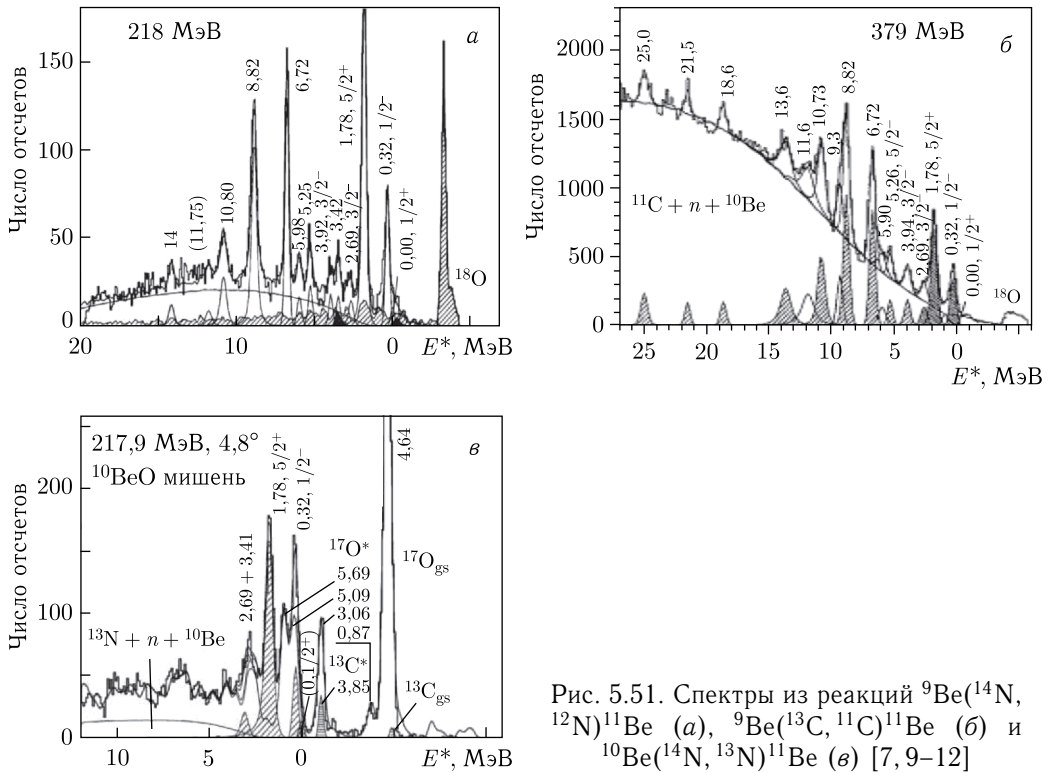 218 МэВ
а
Число отсчетов
150
100
50
0
14
(11,75)
10,80
8,82
6,72
5,98
5,25
3,92, 3/2⁻
3,42
2,69, 3/2⁻
1,78, 5/2⁺
0,32, 1/2⁻
0,00, 1/2⁺
¹⁸O
20
10
0
E*, МэВ
379 МэВ
б
Число отсчетов
2000
1500
1000
500
0
25,0
21,5
18,6
13,6
11,6
10,73
9,3
8,82
6,72
5,90
5,26, 5/2⁻
3,94, 3/2⁻
2,69, 3/2⁻
1,78, 5/2⁺
0,32, 1/2⁻
0,00, 1/2⁺
¹¹C + n + ¹⁰Be
¹⁸O
25 20 15 10 5 0
E*, МэВ
217,9 МэВ, 4,8°
в
¹⁰BeO мишень
Число отсчетов
200
100
0
2,69 + 3,41
1,78, 5/2⁺
0,32, 1/2⁻
(0,1/2⁺)
¹⁷O*
5,69
5,09
3,06
0,87
¹³C*
3,85
4,64
¹⁷Ogs
¹³Cgs
¹³N + n + ¹⁰Be
10 5 0
E*, МэВ
Рис. 5.51. Спектры из реакций ⁹Be(¹⁴N,
¹²N)¹¹Be (а), ⁹Be(¹³C, ¹¹C)¹¹Be (б) и
¹⁰Be(¹⁴N, ¹³N)¹¹Be (в) [7, 9–12]